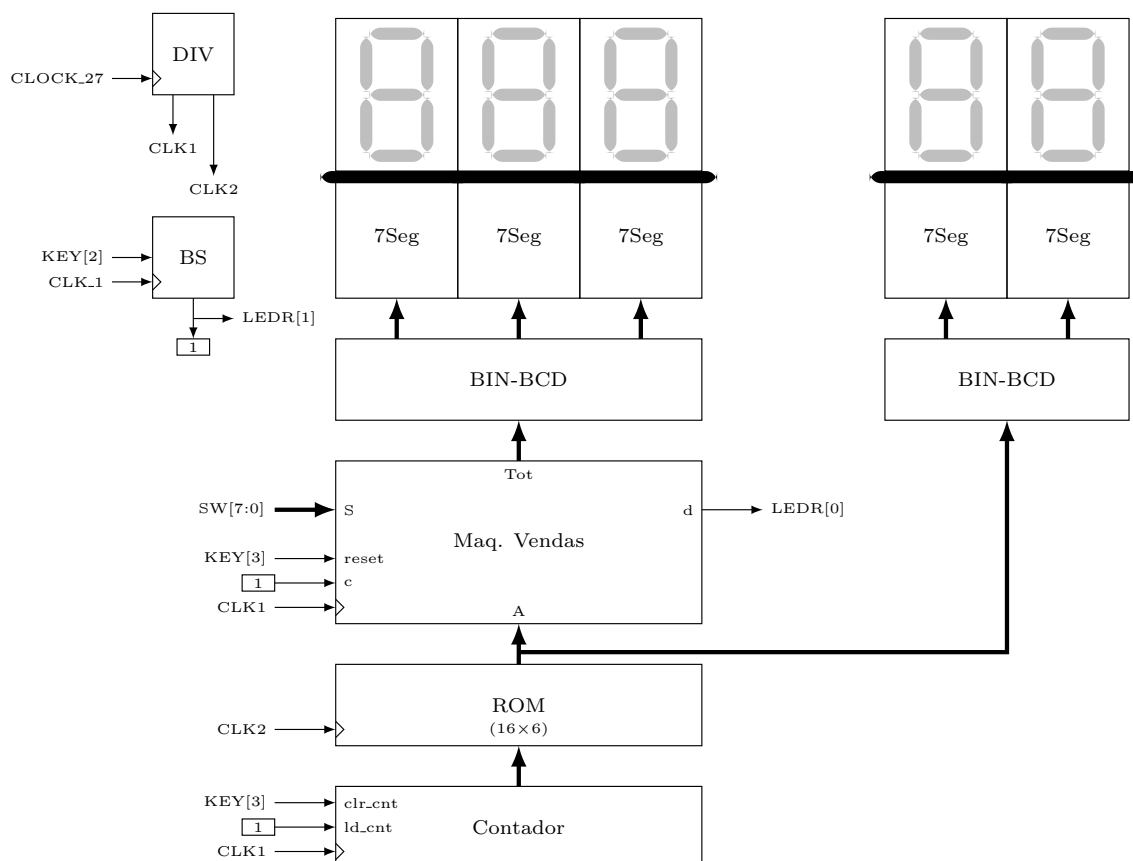 DIV
CLOCK_27
CLK1
CLK2
KEY[2]
BS
CLK_1
LEDR[1]
1
7Seg 7Seg 7Seg
7Seg 7Seg
BIN-BCD
BIN-BCD
Tot
SW[7:0]
S
d
LEDR[0]
Maq. Vendas
KEY[3]
reset
1
c
CLK1
A
ROM
(16×6)
CLK2
KEY[3]
clr_cnt
1
ld_cnt
Contador
CLK1